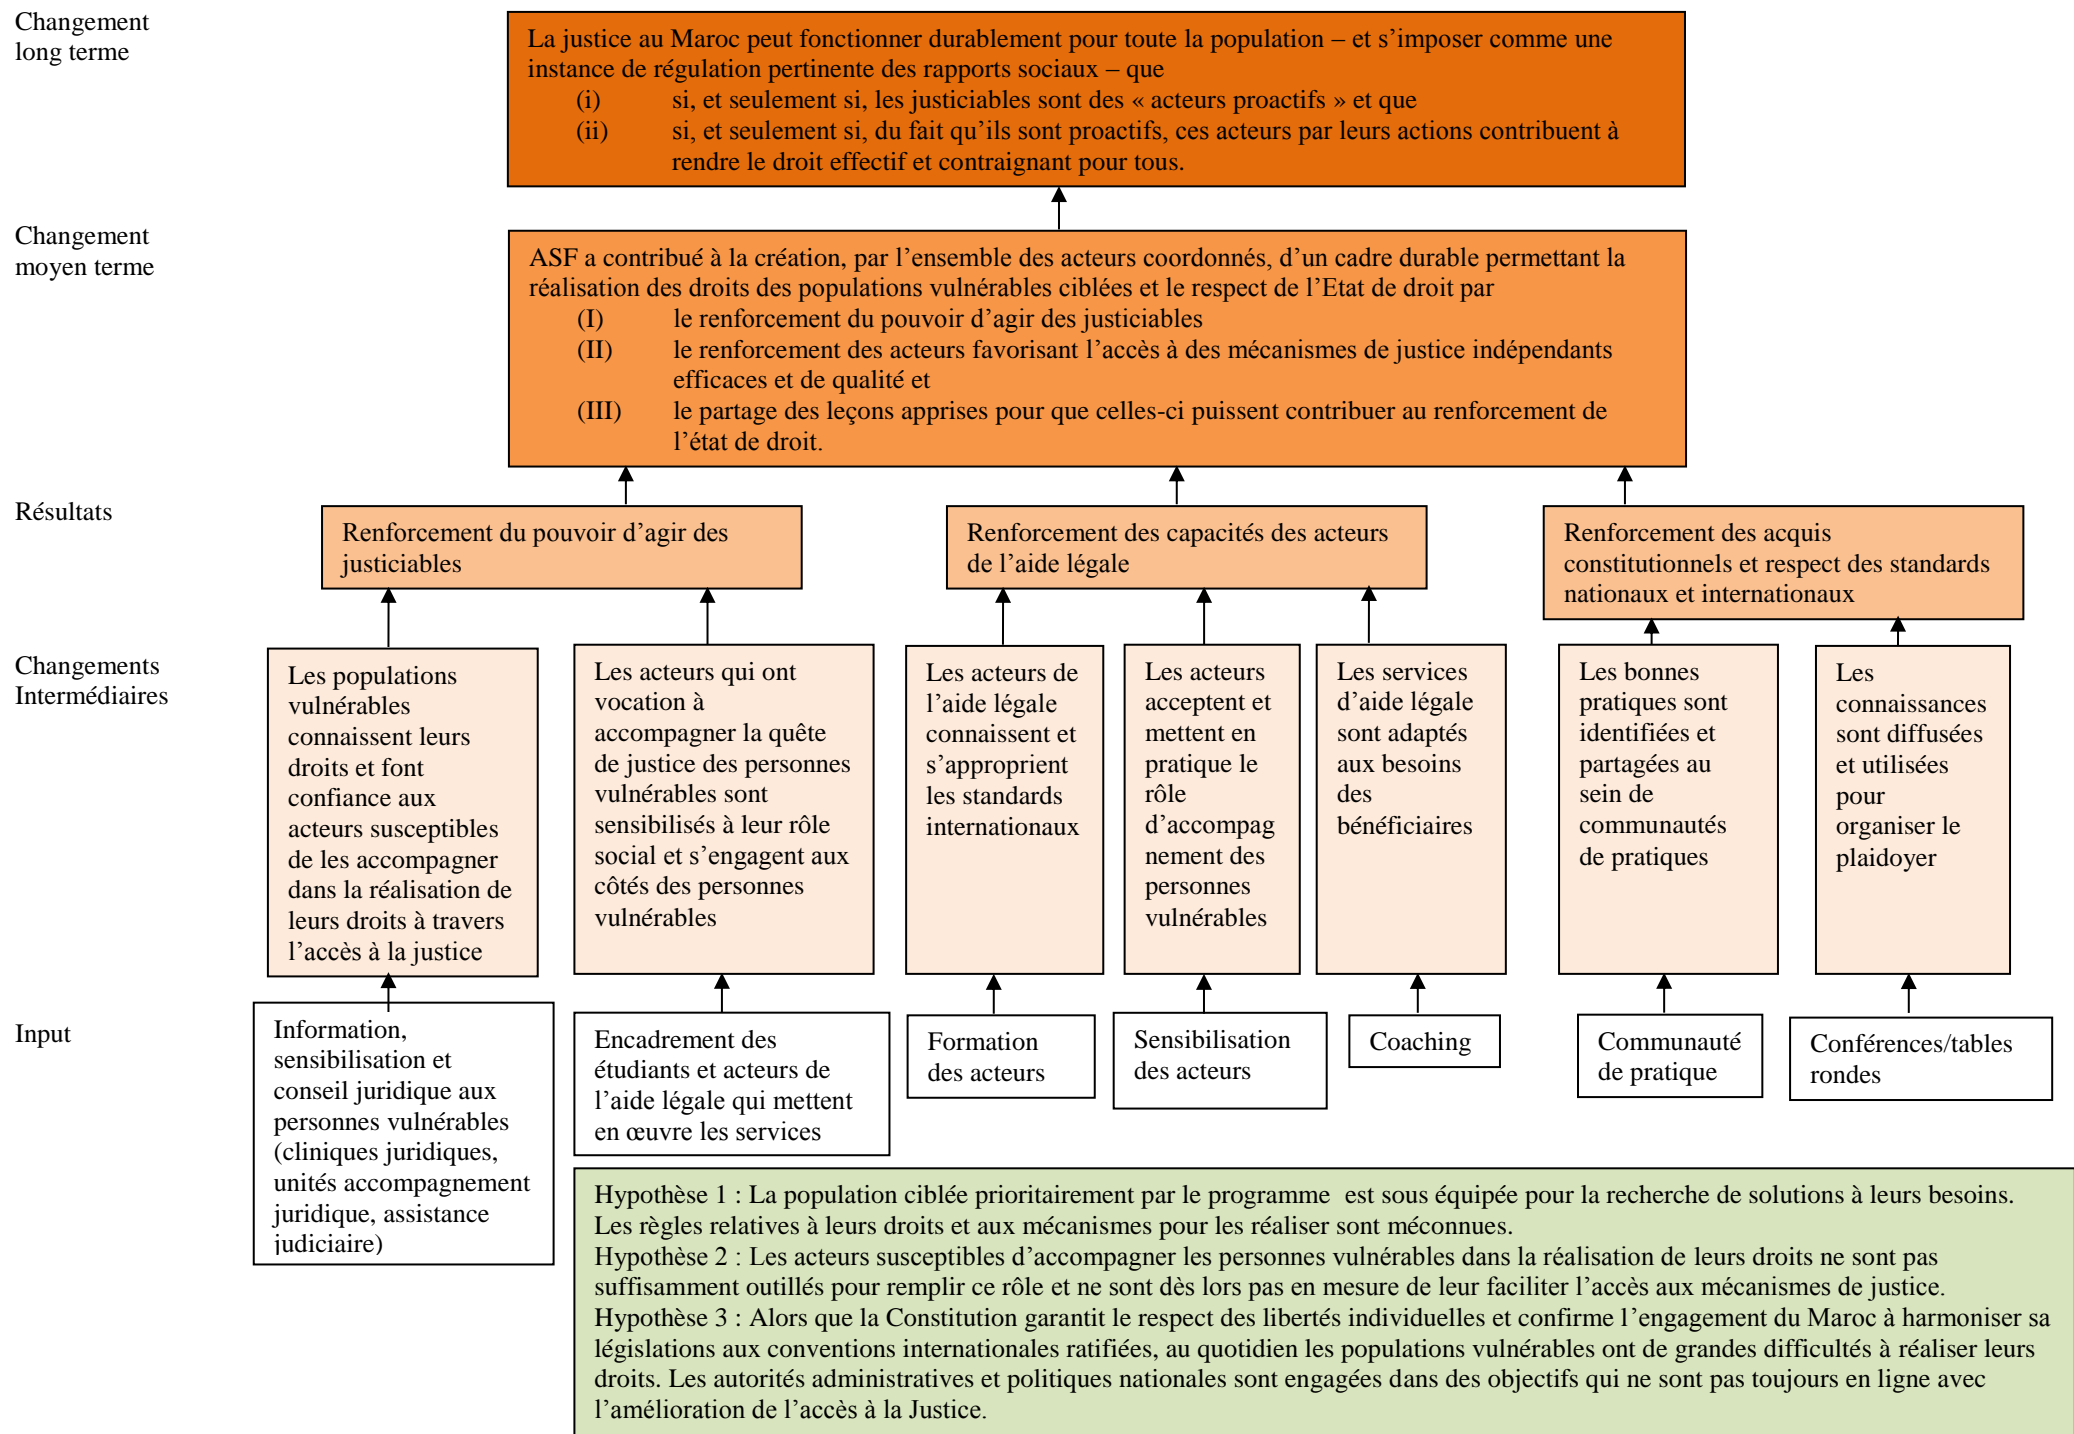 Changement
long terme
La justice au Maroc peut fonctionner durablement pour toute la population – et s’imposer comme une
instance de régulation pertinente des rapports sociaux – que
(i) si, et seulement si, les justiciables sont des « acteurs proactifs » et que
(ii) si, et seulement si, du fait qu’ils sont proactifs, ces acteurs par leurs actions contribuent à
rendre le droit effectif et contraignant pour tous.
Changement
moyen terme
ASF a contribué à la création, par l’ensemble des acteurs coordonnés, d’un cadre durable permettant la
réalisation des droits des populations vulnérables ciblées et le respect de l’Etat de droit par
(I) le renforcement du pouvoir d’agir des justiciables
(II) le renforcement des acteurs favorisant l’accès à des mécanismes de justice indépendants
efficaces et de qualité et
(III) le partage des leçons apprises pour que celles-ci puissent contribuer au renforcement de
l’état de droit.
Résultats
Renforcement du pouvoir d’agir des
justiciables
Renforcement des capacités des acteurs
de l’aide légale
Renforcement des acquis
constitutionnels et respect des standards
nationaux et internationaux
Changements
Intermédiaires
Les populations
vulnérables
connaissent leurs
droits et font
confiance aux
acteurs susceptibles
de les accompagner
dans la réalisation de
leurs droits à travers
l’accès à la justice
Les acteurs qui ont
vocation à
accompagner la quête
de justice des personnes
vulnérables sont
sensibilisés à leur rôle
social et s’engagent aux
côtés des personnes
vulnérables
Les acteurs de
l’aide légale
connaissent et
s’approprient
les standards
internationaux
Les acteurs
acceptent et
mettent en
pratique le
rôle
d’accompag
nement des
personnes
vulnérables
Les services
d’aide légale
sont adaptés
aux besoins
des
bénéficiaires
Les bonnes
pratiques sont
identifiées et
partagées au
sein de
communautés
de pratiques
Les
connaissances
sont diffusées
et utilisées
pour
organiser le
plaidoyer
Input
Information,
sensibilisation et
conseil juridique aux
personnes vulnérables
(cliniques juridiques,
unités accompagnement
juridique, assistance
judiciaire)
Encadrement des
étudiants et acteurs de
l’aide légale qui mettent
en œuvre les services
Formation
des acteurs
Sensibilisation
des acteurs
Coaching
Communauté
de pratique
Conférences/tables
rondes
Hypothèse 1 : La population ciblée prioritairement par le programme est sous équipée pour la recherche de solutions à leurs besoins.
Les règles relatives à leurs droits et aux mécanismes pour les réaliser sont méconnues.
Hypothèse 2 : Les acteurs susceptibles d’accompagner les personnes vulnérables dans la réalisation de leurs droits ne sont pas
suffisamment outillés pour remplir ce rôle et ne sont dès lors pas en mesure de leur faciliter l’accès aux mécanismes de justice.
Hypothèse 3 : Alors que la Constitution garantit le respect des libertés individuelles et confirme l’engagement du Maroc à harmoniser sa
législations aux conventions internationales ratifiées, au quotidien les populations vulnérables ont de grandes difficultés à réaliser leurs
droits. Les autorités administratives et politiques nationales sont engagées dans des objectifs qui ne sont pas toujours en ligne avec
l’amélioration de l’accès à la Justice.